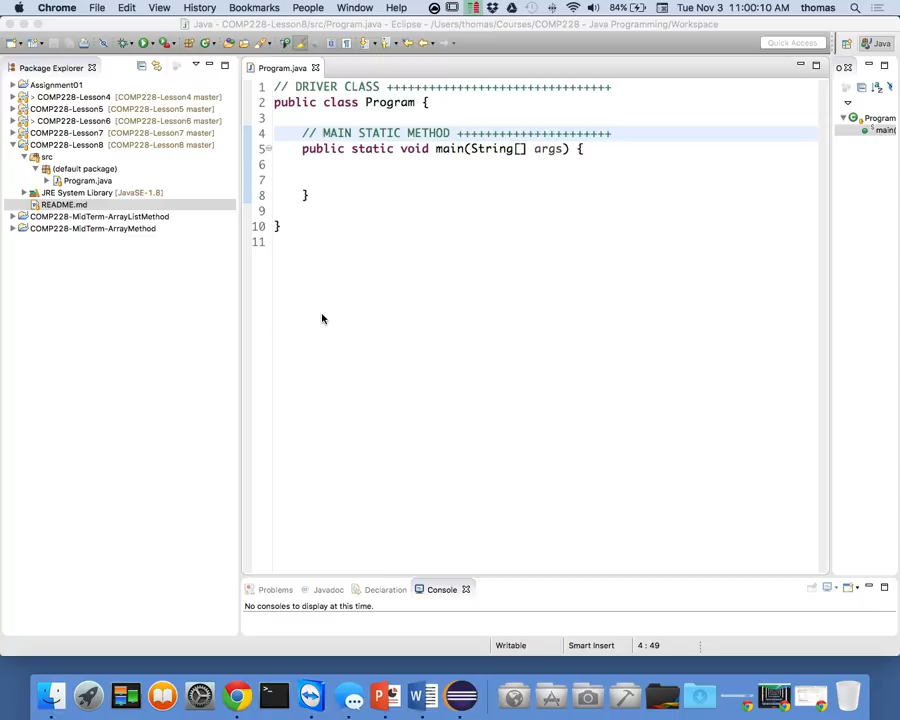 Chrome File Edit View History Bookmarks People Window Help 84% Tue Nov 3 11:00:10 AM thomas
Java - COMP228-Lesson8/src/Program.java - Eclipse - /Users/thomas/Courses/COMP228 - Java Programming/Workspace
Quick Access Java
Package Explorer
Assignment01
> COMP228-Lesson4 [COMP228-Lesson4 master]
COMP228-Lesson5 [COMP228-Lesson5 master]
> COMP228-Lesson6 [COMP228-Lesson6 master]
COMP228-Lesson7 [COMP228-Lesson7 master]
COMP228-Lesson8 [COMP228-Lesson8 master]
src
(default package)
Program.java
JRE System Library [JavaSE-1.8]
README.md
COMP228-MidTerm-ArrayListMethod
COMP228-MidTerm-ArrayMethod
Program.java
1 // DRIVER CLASS ++++++++++++++++++++++++++++++++
2 public class Program {
3
4 // MAIN STATIC METHOD ++++++++++++++++++++++
5 public static void main(String[] args) {
6
7
8 }
9
10 }
11
O
Program
main(
Problems Javadoc Declaration Console
No consoles to display at this time.
Writable Smart Insert 4 : 49